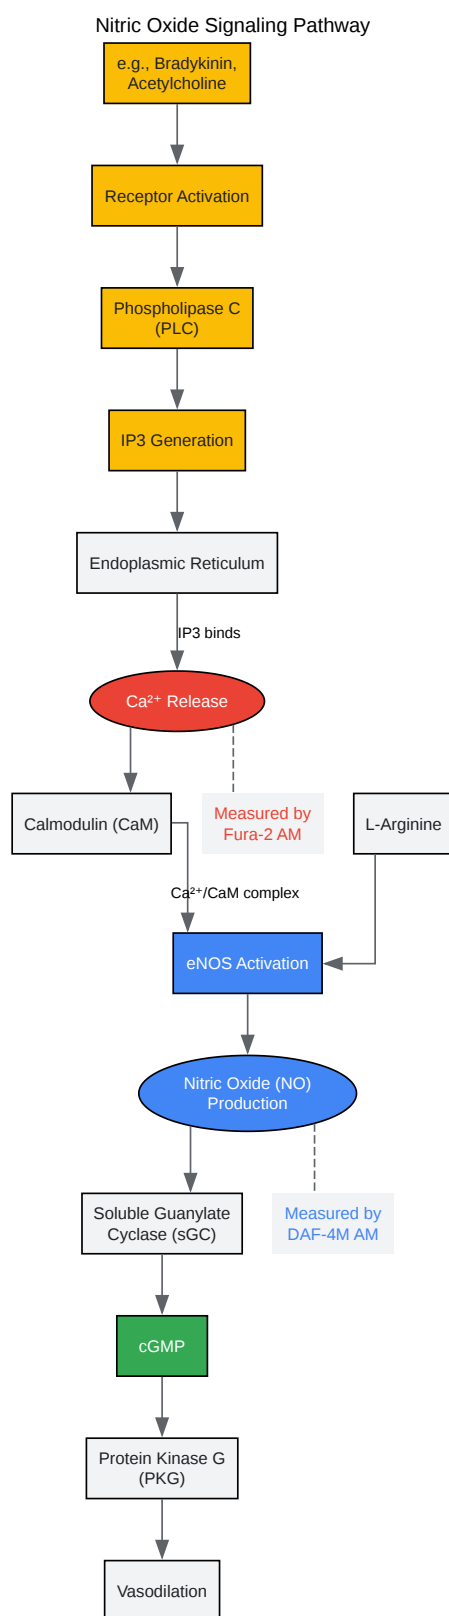 Nitric Oxide Signaling Pathway
e.g., Bradykinin,
Acetylcholine
Receptor Activation
Phospholipase C
(PLC)
IP3 Generation
Endoplasmic Reticulum
IP3 binds
Ca²⁺ Release
Calmodulin (CaM)
Measured by
Fura-2 AM
L-Arginine
Ca²⁺/CaM complex
eNOS Activation
Nitric Oxide (NO)
Production
Soluble Guanylate
Cyclase (sGC)
Measured by
DAF-4M AM
cGMP
Protein Kinase G
(PKG)
Vasodilation